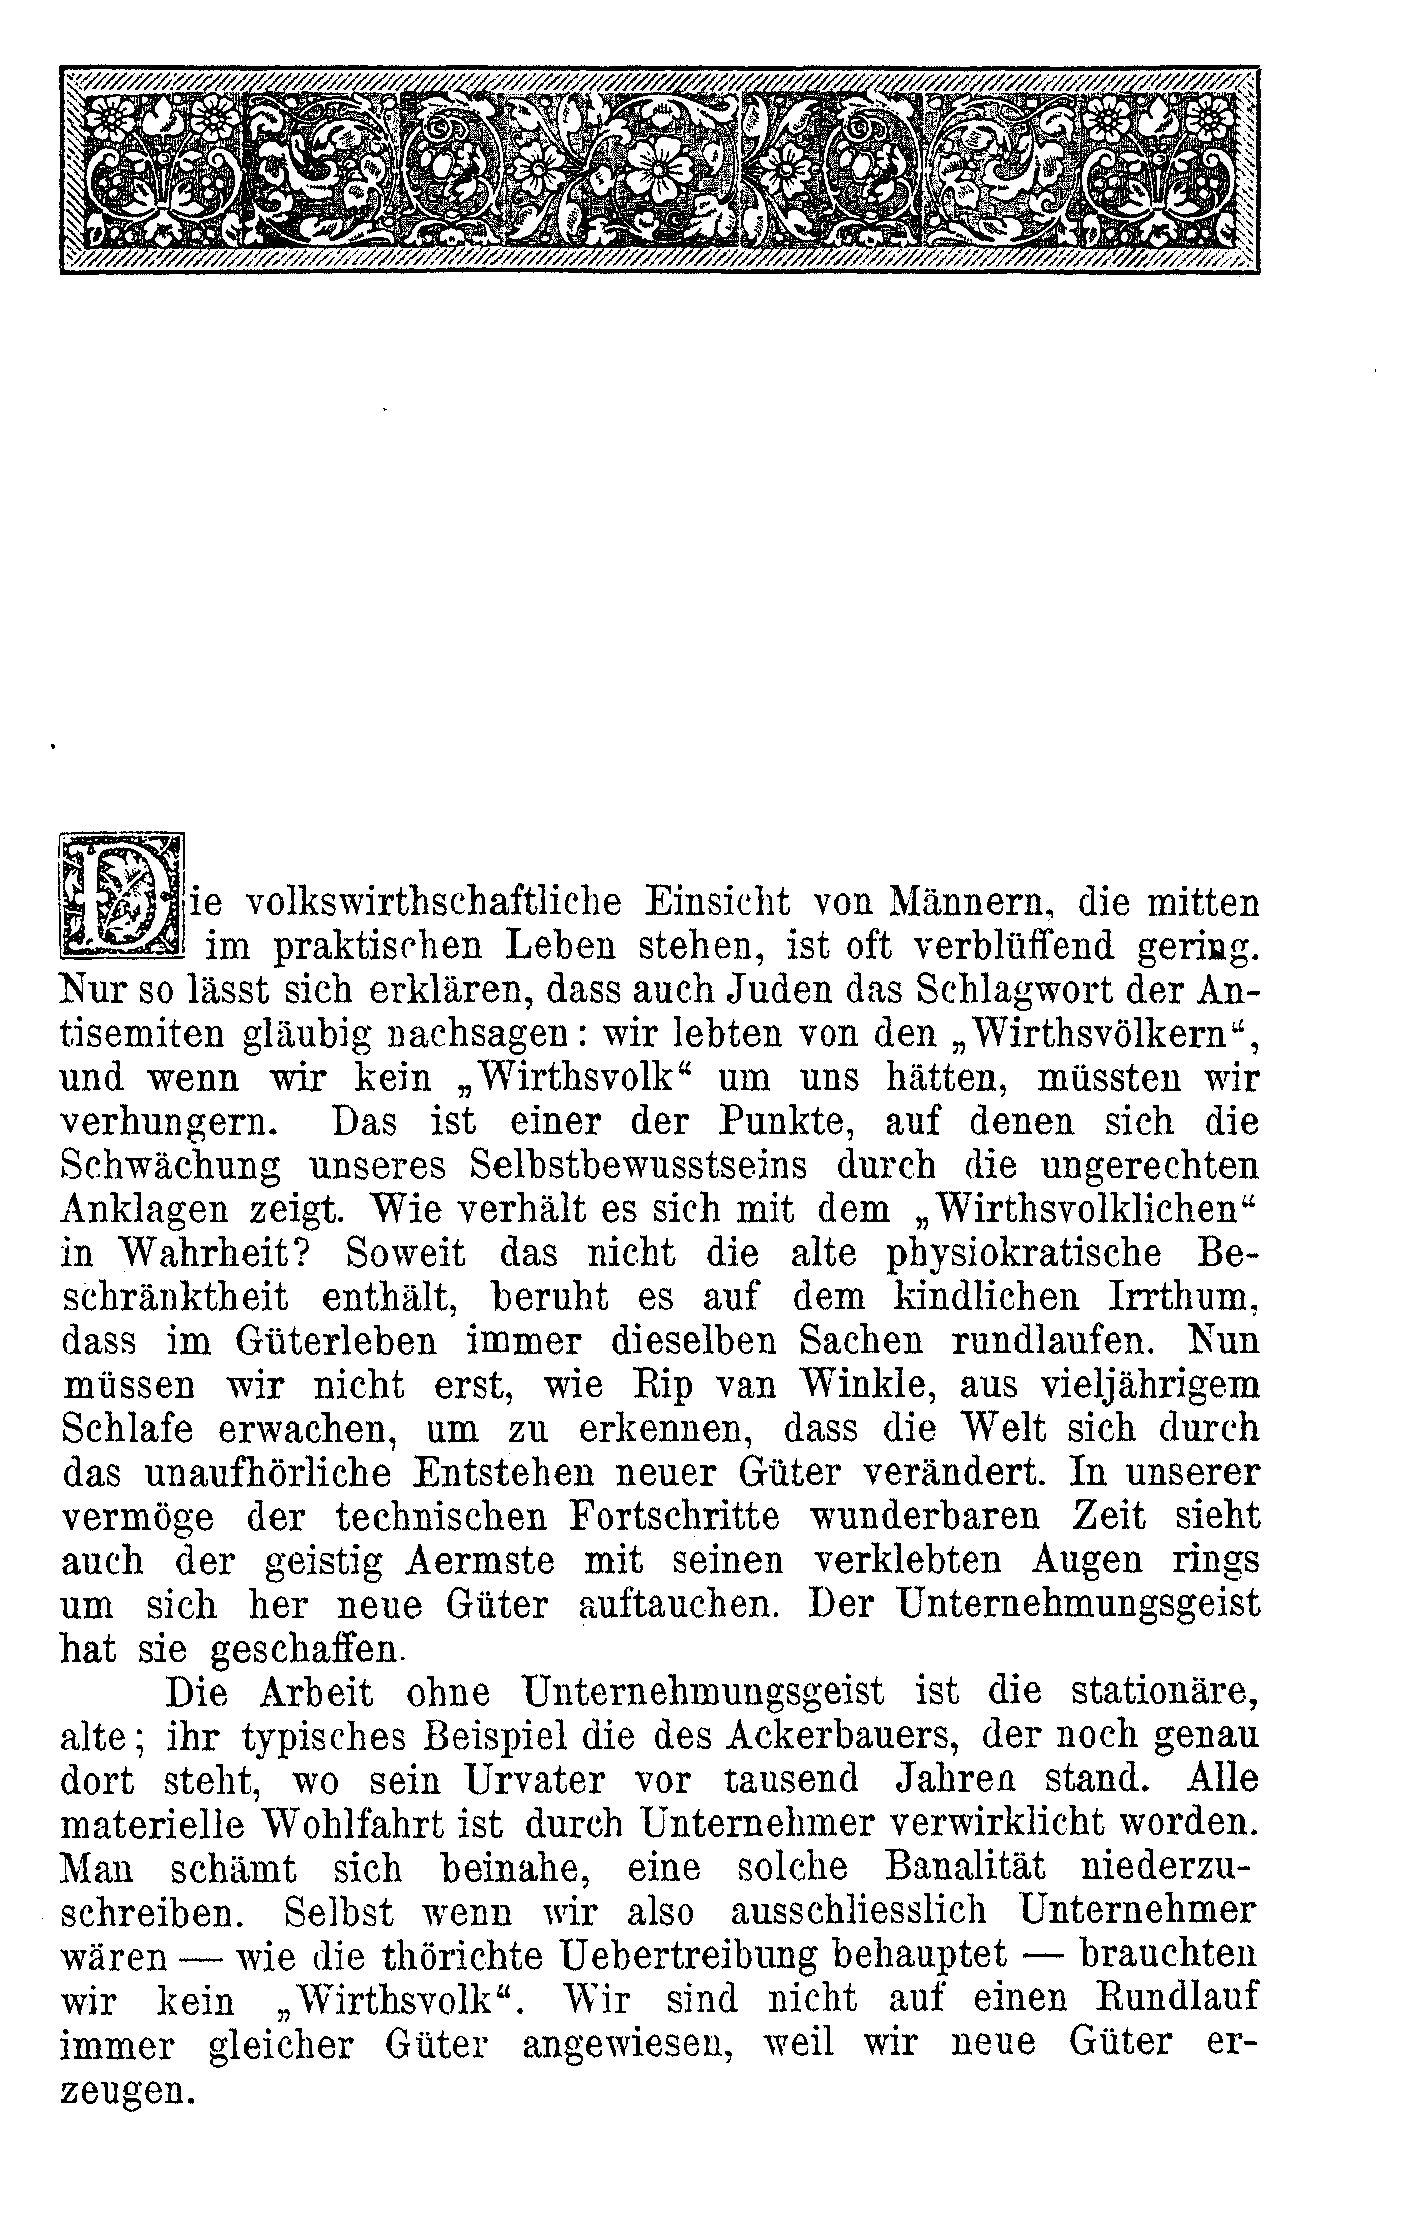 Die volkswirthschaftliche Einsicht von Männern, die mitten
im praktischen Leben stehen, ist oft verblüffend gering.
Nur so lässt sich erklären, dass auch Juden das Schlagwort der An-
tisemiten gläubig nachsagen: wir lebten von den „Wirthsvölkern“,
und wenn wir kein „Wirthsvolk“ um uns hätten, müssten wir
verhungern. Das ist einer der Punkte, auf denen sich die
Schwächung unseres Selbstbewusstseins durch die ungerechten
Anklagen zeigt. Wie verhält es sich mit dem „Wirthsvolklichen“
in Wahrheit? Soweit das nicht die alte physiokratische Be-
schränktheit enthält, beruht es auf dem kindlichen Irrthum,
dass im Güterleben immer dieselben Sachen rundlaufen. Nun
müssen wir nicht erst, wie Rip van Winkle, aus vieljährigem
Schlafe erwachen, um zu erkennen, dass die Welt sich durch
das unaufhörliche Entstehen neuer Güter verändert. In unserer
vermöge der technischen Fortschritte wunderbaren Zeit sieht
auch der geistig Aermste mit seinen verklebten Augen rings
um sich her neue Güter auftauchen. Der Unternehmungsgeist
hat sie geschaffen.
Die Arbeit ohne Unternehmungsgeist ist die stationäre,
alte; ihr typisches Beispiel die des Ackerbauers, der noch genau
dort steht, wo sein Urvater vor tausend Jahren stand. Alle
materielle Wohlfahrt ist durch Unternehmer verwirklicht worden.
Man schämt sich beinahe, eine solche Banalität niederzu-
schreiben. Selbst wenn wir also ausschliesslich Unternehmer
wären — wie die thörichte Uebertreibung behauptet — brauchten
wir kein „Wirthsvolk“. Wir sind nicht auf einen Rundlauf
immer gleicher Güter angewiesen, weil wir neue Güter er-
zeugen.